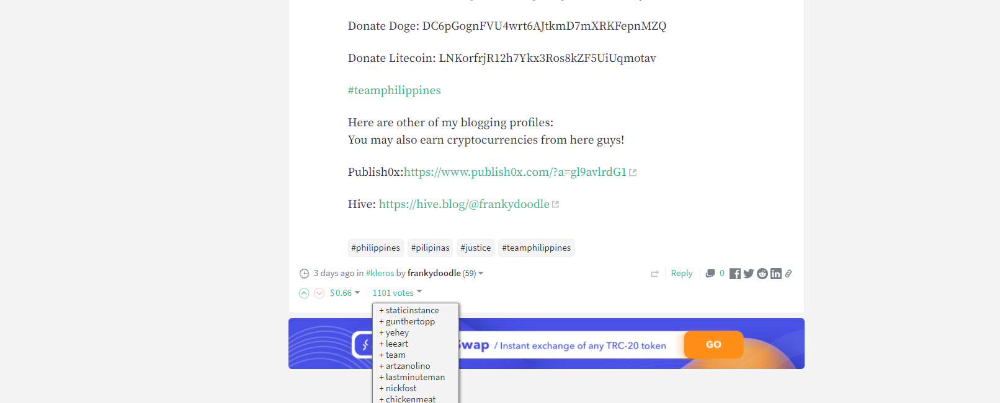 Donate Doge: DC6pGognFVU4wrt6AJtkmD7mXRKFepnMZQ
Donate Litecoin: LNKorfrjR12h7Ykx3Ros8kZF5UiUqmotav
#teamphilippines
Here are other of my blogging profiles:
You may also earn cryptocurrencies from here guys!
Publish0x:https://www.publish0x.com/?a=gl9avlrdG1
Hive: https://hive.blog/@frankydoodle
#philippines #pilipinas #justice #teamphilippines
3 days ago in #kleros by frankydoodle (59) Reply 0
$0.66 1101 votes
+ staticinstance
+ gunthertopp
+ yehey
+ leeart
+ team
+ artzanolino
+ lastminuteman
+ nickfost
+ chickenmeat
wap / Instant exchange of any TRC-20 token GO